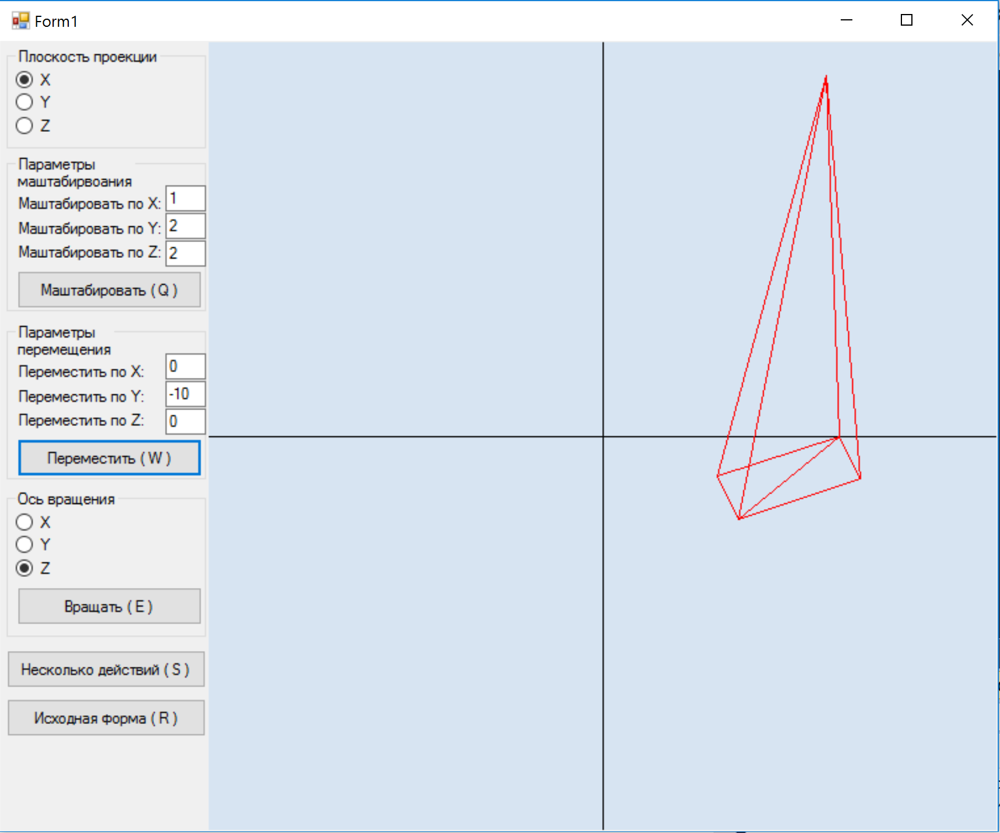 Form1
Плоскость проекции
X
Y
Z
Параметры
маштабирвоания
Маштабировать по X: 1
Маштабировать по Y: 2
Маштабировать по Z: 2
Маштабировать ( Q )
Параметры
перемещения
Переместить по X: 0
Переместить по Y: -10
Переместить по Z: 0
Переместить ( W )
Ось вращения
X
Y
Z
Вращать ( E )
Несколько действий ( S )
Исходная форма ( R )